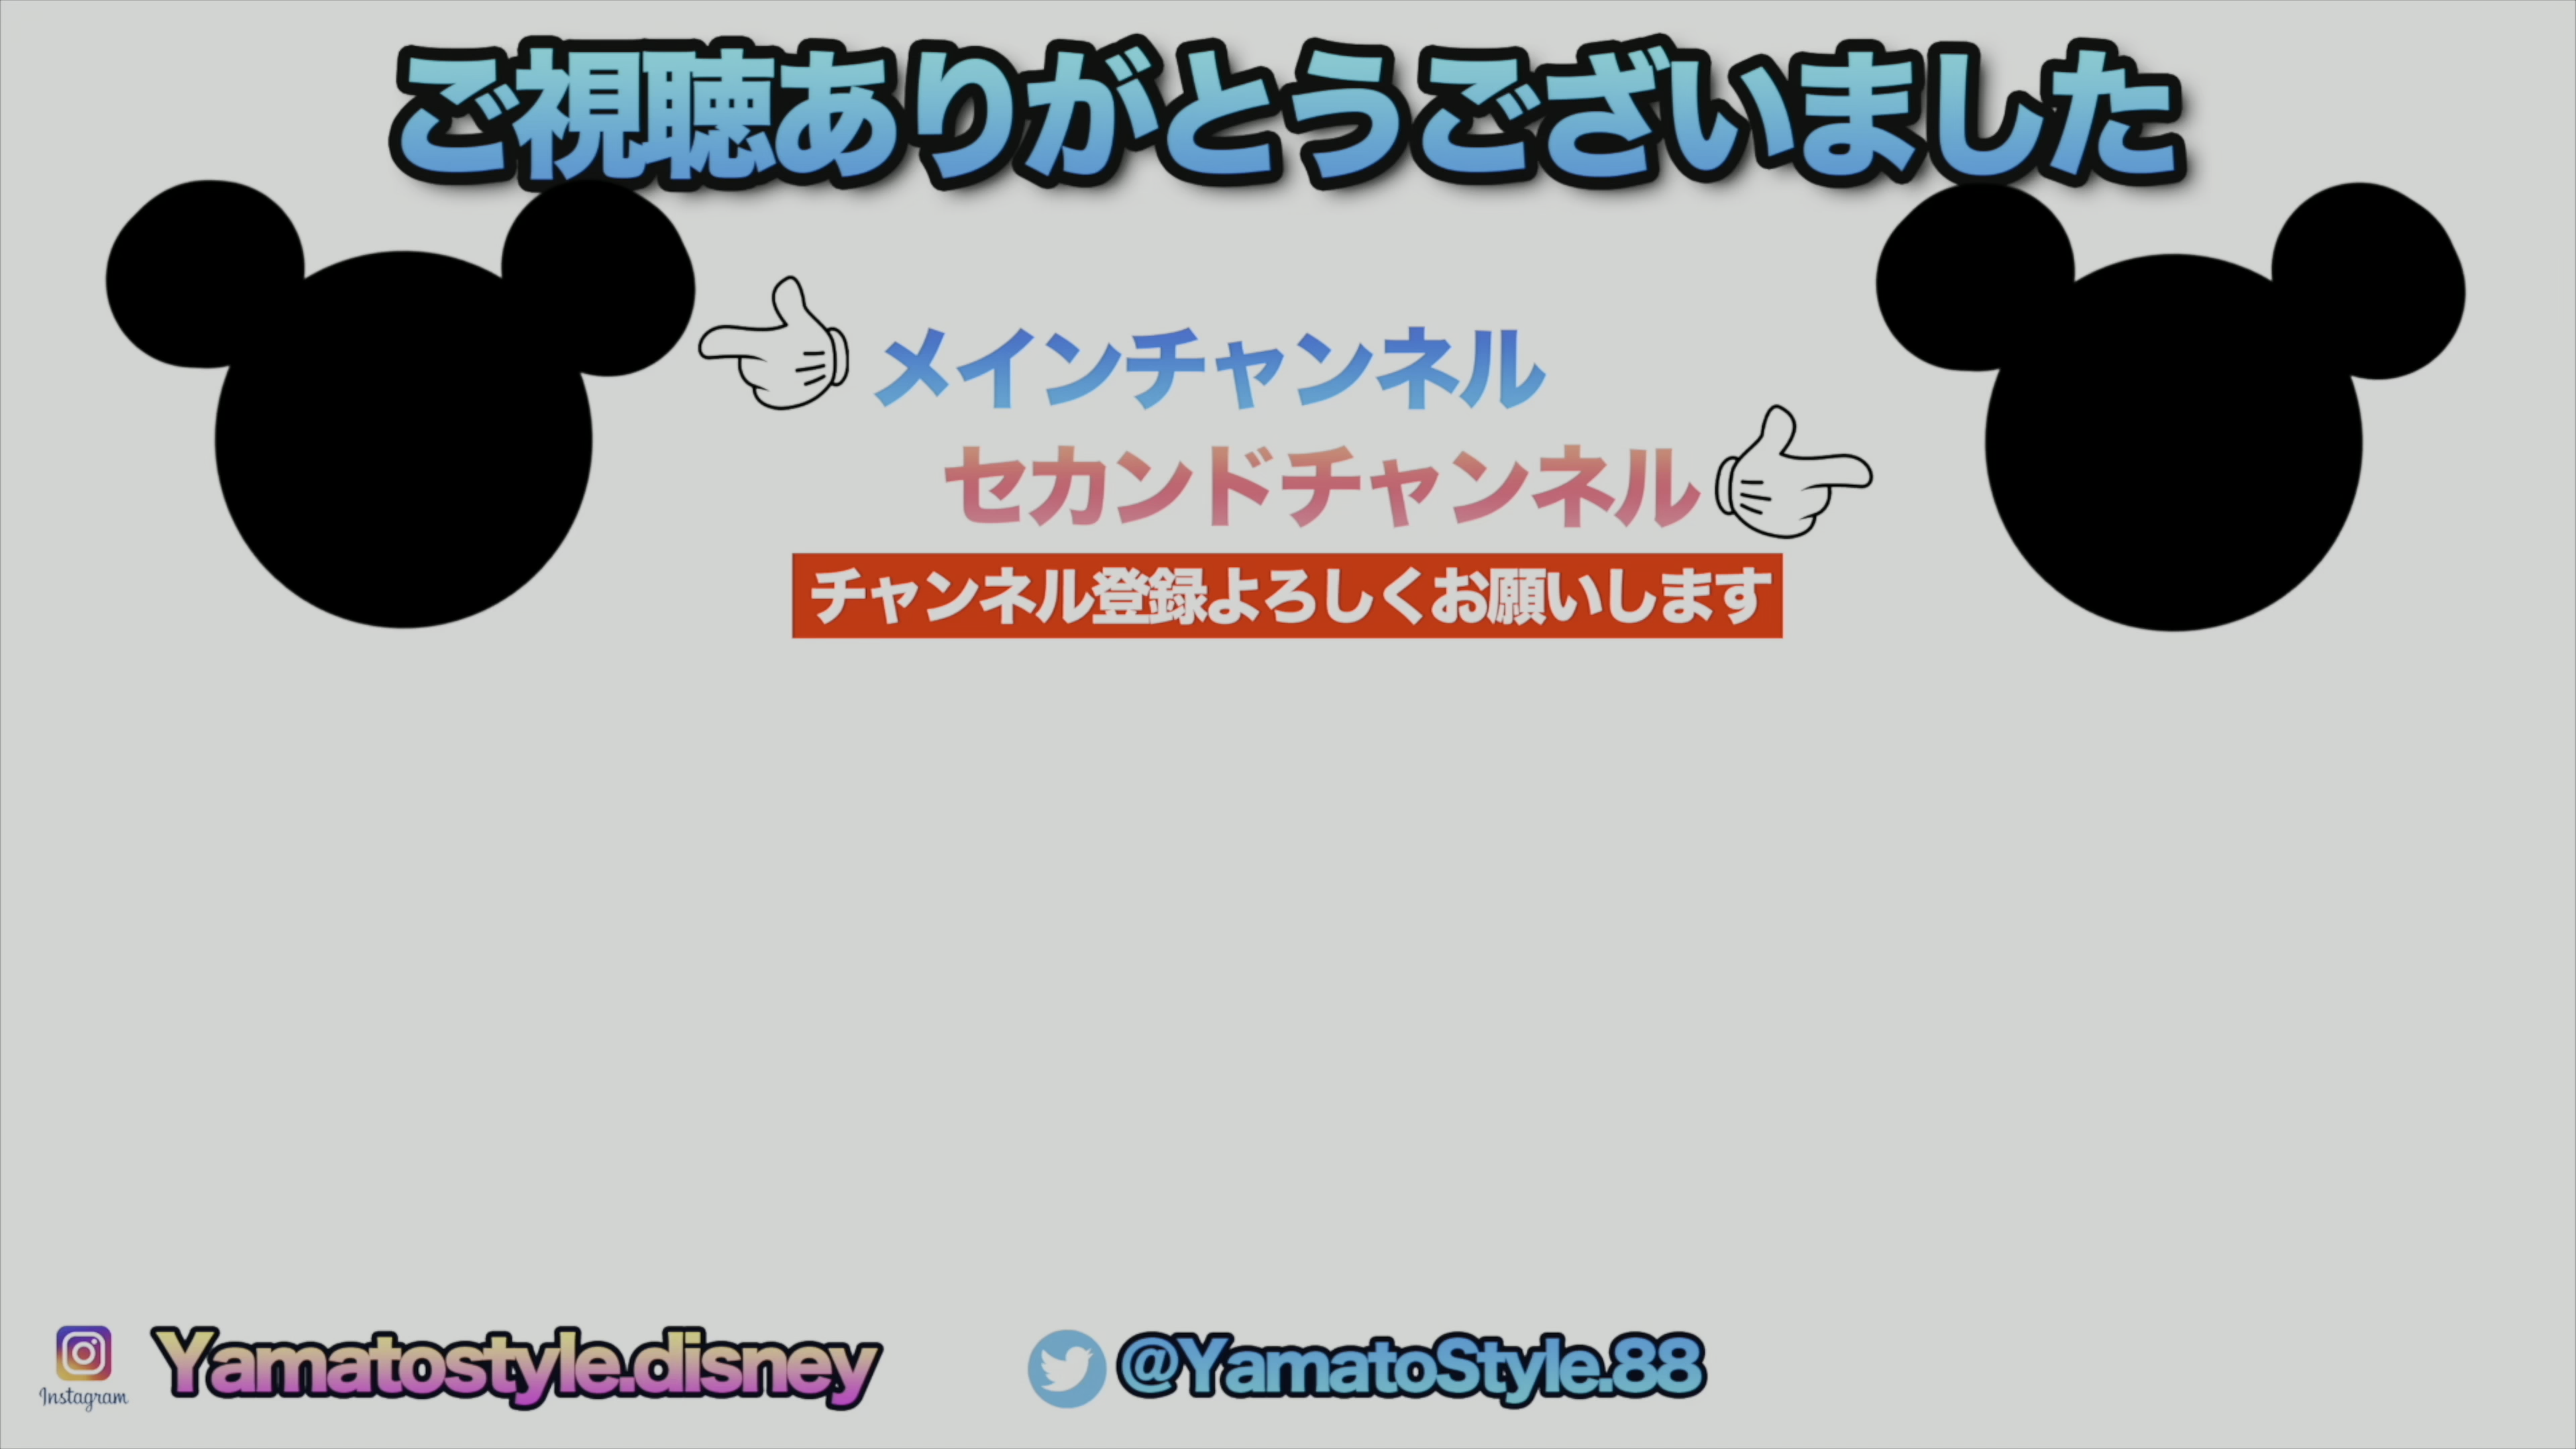 ご視聴ありがとうございました
メインチャンネル
セカンドチャンネル
チャンネル登録よろしくお願いします
Instagram
Yamatostyle.disney
@YamatoStyle.88